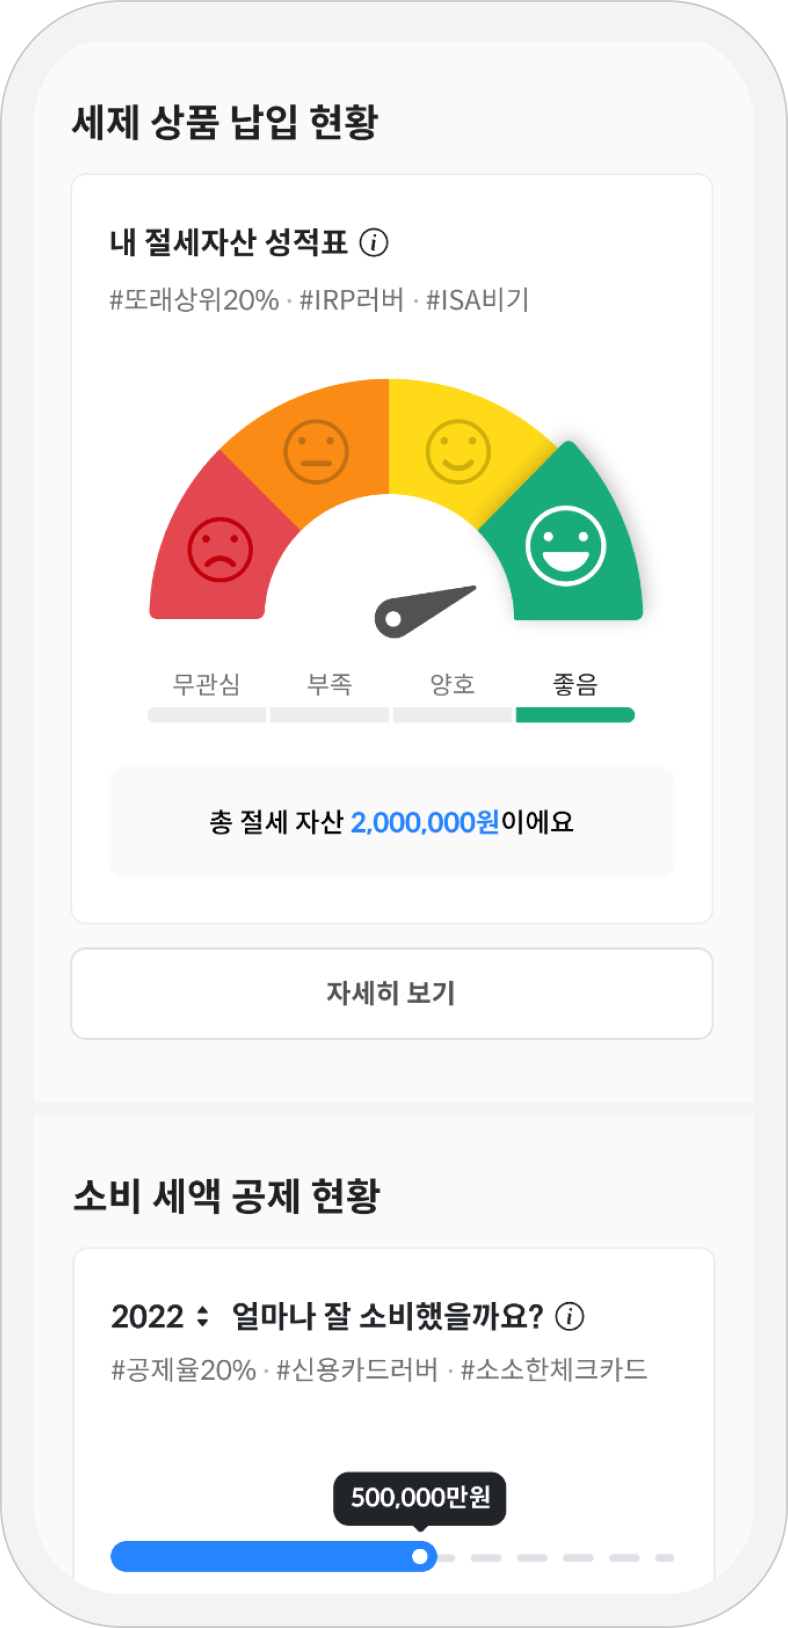 세제 상품 납입 현황
내 절세자산 성적표 i
#또래상위20% · #IRP러버 · #ISA비기
무관심 부족 양호 좋음
총 절세 자산 2,000,000원이에요
자세히 보기
소비 세액 공제 현황
2022 얼마나 잘 소비했을까요? i
#공제율20% · #신용카드러버 · #소소한체크카드
500,000만원